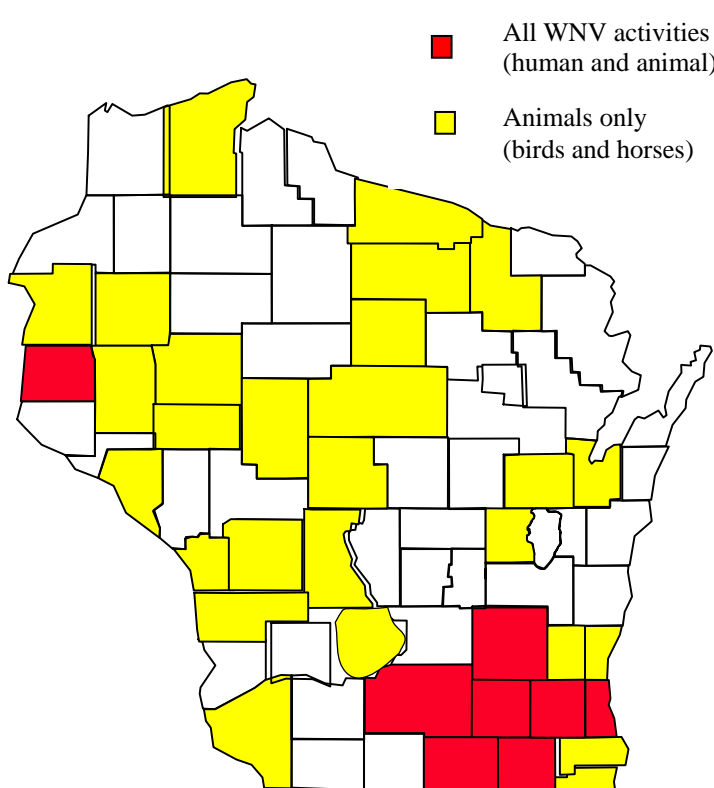 All WNV activities
(human and animal)
Animals only
(birds and horses)